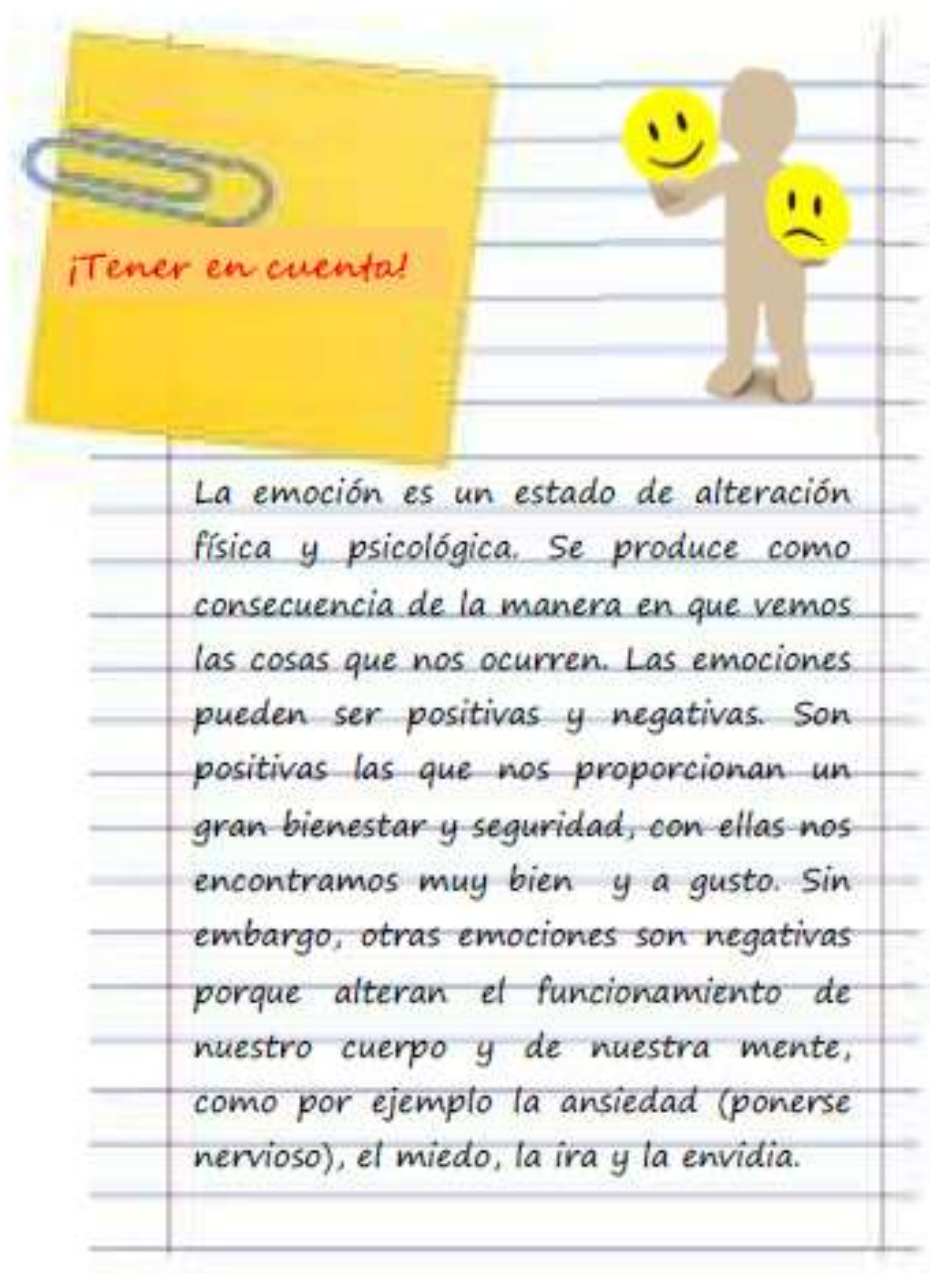 ¡Tener en cuenta!
La emoción es un estado de alteración
física y psicológica. Se produce como
consecuencia de la manera en que vemos
las cosas que nos ocurren. Las emociones
pueden ser positivas y negativas. Son
positivas las que nos proporcionan un
gran bienestar y seguridad, con ellas nos
encontramos muy bien y a gusto. Sin
embargo, otras emociones son negativas
porque alteran el funcionamiento de
nuestro cuerpo y de nuestra mente,
como por ejemplo la ansiedad (ponerse
nervioso), el miedo, la ira y la envidia.